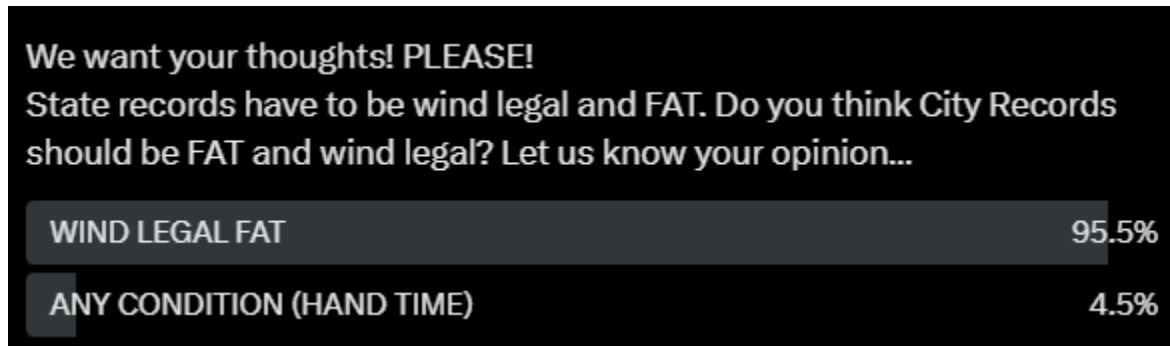 We want your thoughts! PLEASE!
State records have to be wind legal and FAT. Do you think City Records
should be FAT and wind legal? Let us know your opinion...
WIND LEGAL FAT 95.5%
ANY CONDITION (HAND TIME) 4.5%